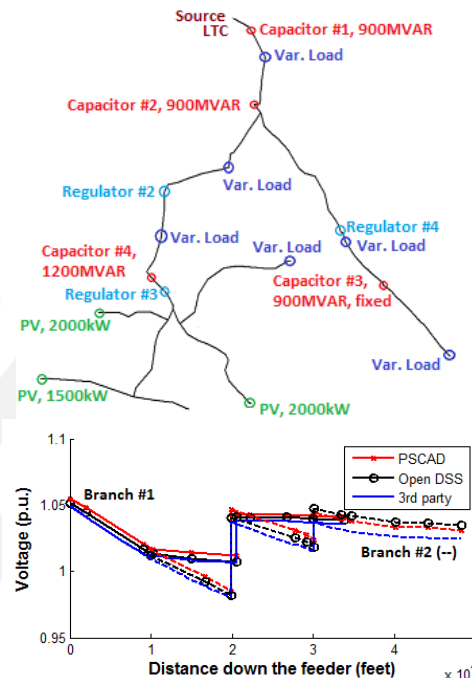 Source
LTC
Capacitor #1, 900MVAR
Var. Load
Capacitor #2, 900MVAR
Var. Load
Regulator #2
Regulator #4
Var. Load
Var. Load
Var. Load
Capacitor #4,
1200MVAR
Capacitor #3,
900MVAR, fixed
Regulator #3
PV, 2000kW
Var. Load
PV, 1500kW
PV, 2000kW
1.1
PSCAD
Open DSS
3rd party
Branch #1
1.05
Voltage (p.u.)
1
Branch #2 (--)
0.95
0 1 2 3 4
Distance down the feeder (feet)